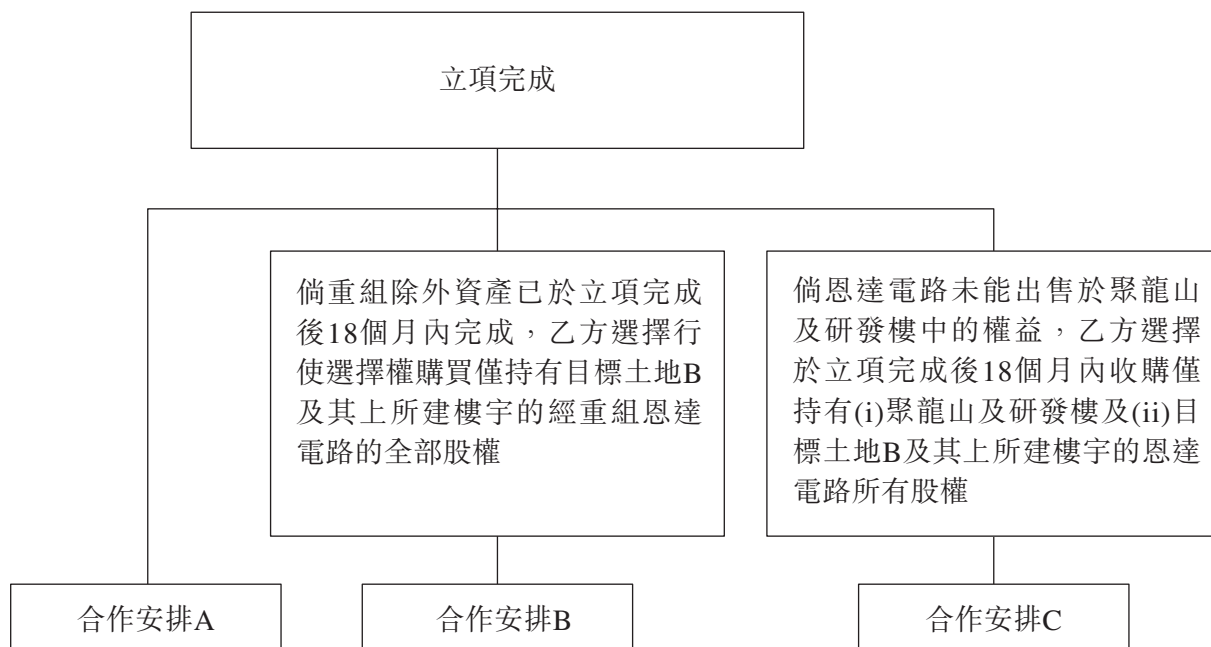 立項完成
倘重組除外資產已於立項完成
後18個月內完成，乙方選擇行
使選擇權購買僅持有目標土地B
及其上所建樓宇的經重組恩達
電路的全部股權
倘恩達電路未能出售於聚龍山
及研發樓中的權益，乙方選擇
於立項完成後18個月內收購僅
持有(i)聚龍山及研發樓及(ii)目
標土地B及其上所建樓宇的恩達
電路所有股權
合作安排A
合作安排B
合作安排C